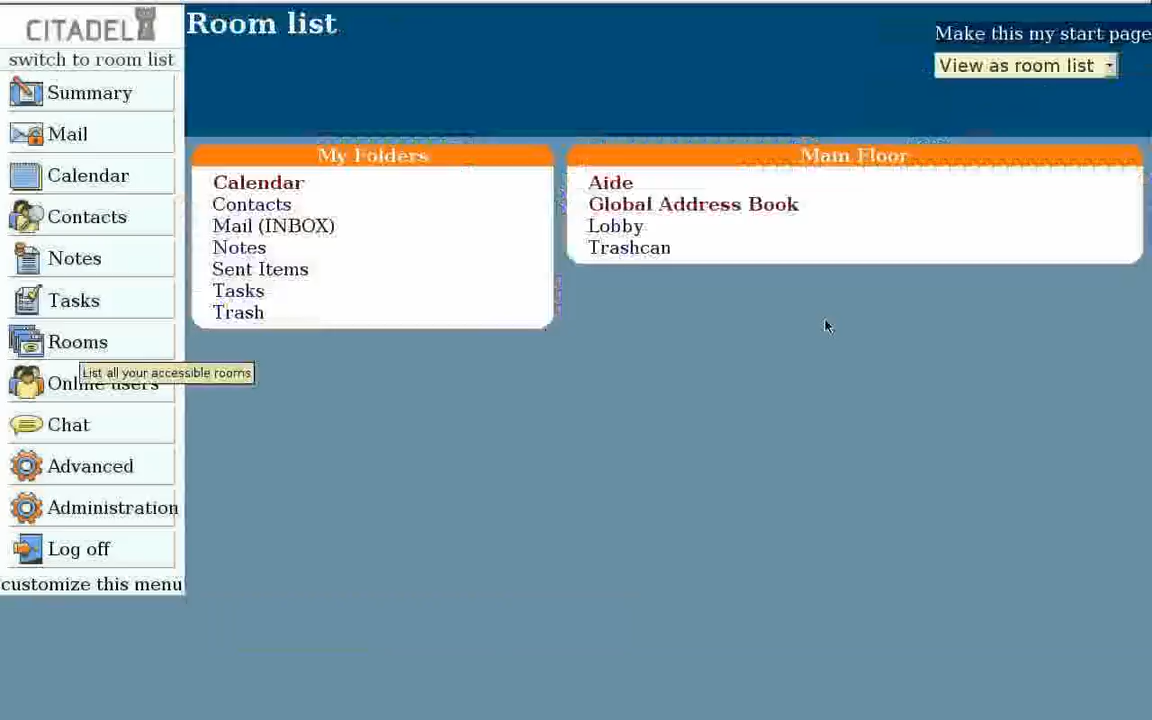 CITADEL
switch to room list
Summary
Mail
Calendar
Contacts
Notes
Tasks
Rooms
List all your accessible rooms
Online users
Chat
Advanced
Administration
Log off
customize this menu
Room list
Make this my start page
View as room list
My Folders
Calendar
Contacts
Mail (INBOX)
Notes
Sent Items
Tasks
Trash
Main Floor
Aide
Global Address Book
Lobby
Trashcan